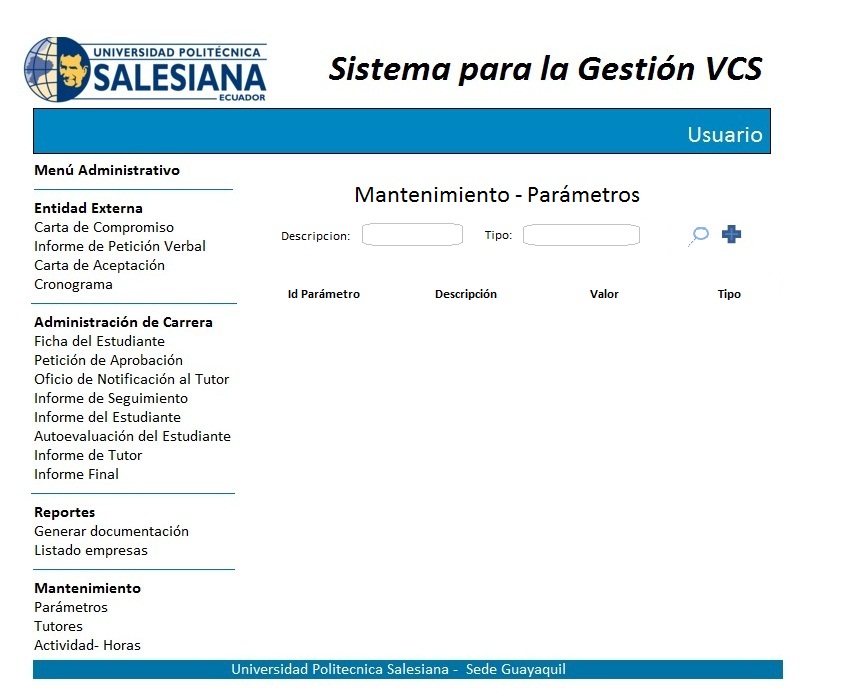 UNIVERSIDAD POLITÉCNICA
SALESIANA
ECUADOR
Sistema para la Gestión VCS
Usuario
Menú Administrativo
Entidad Externa
Carta de Compromiso
Informe de Petición Verbal
Carta de Aceptación
Cronograma
Administración de Carrera
Ficha del Estudiante
Petición de Aprobación
Oficio de Notificación al Tutor
Informe de Seguimiento
Informe del Estudiante
Autoevaluación del Estudiante
Informe de Tutor
Informe Final
Reportes
Generar documentación
Listado empresas
Mantenimiento
Parámetros
Tutores
Actividad- Horas
Mantenimiento - Parámetros
Descripcion: Tipo:
Id Parámetro Descripción Valor Tipo
Universidad Politecnica Salesiana - Sede Guayaquil